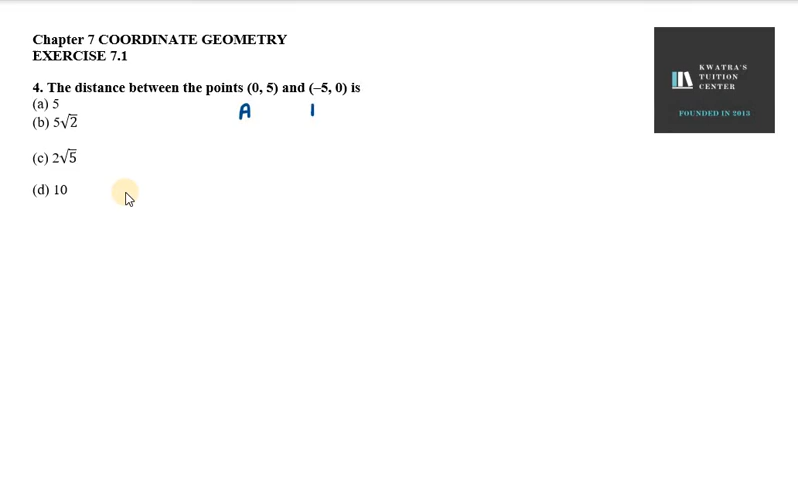 Chapter 7 COORDINATE GEOMETRY
EXERCISE 7.1
4. The distance between the points (0, 5) and (–5, 0) is
(a) 5
A I
(b) 5√2
(c) 2√5
(d) 10
KWATRA'S
TUITION
CENTER
FOUNDED IN 2013